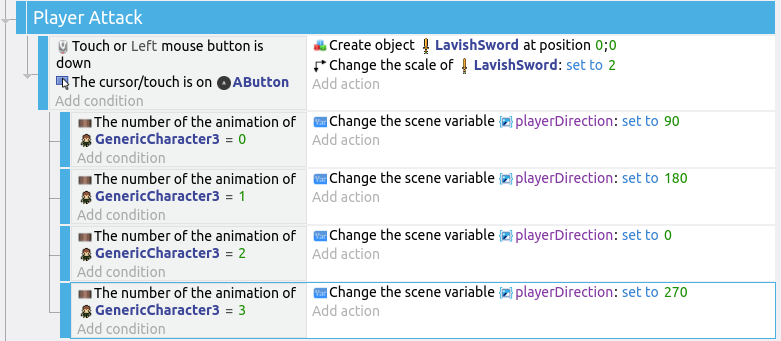 Player Attack
Touch or Left mouse button is
down
The cursor/touch is on AButton
Add condition
Create object LavishSword at position 0;0
Change the scale of LavishSword: set to 2
Add action
The number of the animation of
GenericCharacter3 = 0
Add condition
Change the scene variable playerDirection: set to 90
Add action
The number of the animation of
GenericCharacter3 = 1
Add condition
Change the scene variable playerDirection: set to 180
Add action
The number of the animation of
GenericCharacter3 = 2
Add condition
Change the scene variable playerDirection: set to 0
Add action
The number of the animation of
GenericCharacter3 = 3
Add condition
Change the scene variable playerDirection: set to 270
Add action